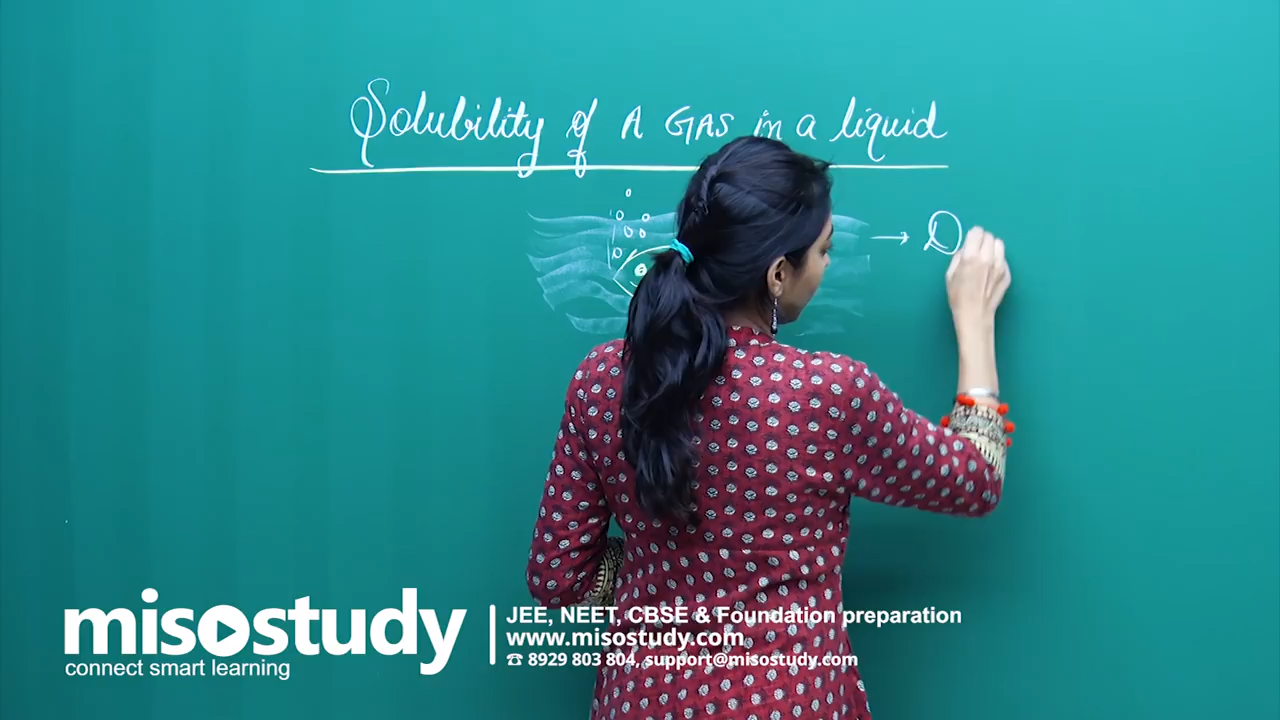 Solubility of A GAS in a liquid
→ D
misostudy
connect smart learning
JEE, NEET, CBSE & Foundation preparation
www.misostudy.com
☎ 8929 803 804, support@misostudy.com